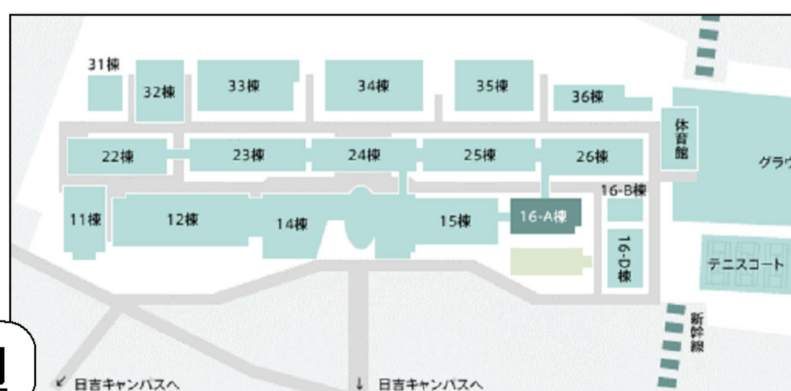 31棟
32棟
33棟
34棟
35棟
36棟
体育館
22棟
23棟
24棟
25棟
26棟
グラウ
11棟
12棟
14棟
15棟
16-A棟
16-B棟
16-D棟
テニスコート
新幹線
↙ 日吉キャンパスへ
↓ 日吉キャンパスへ